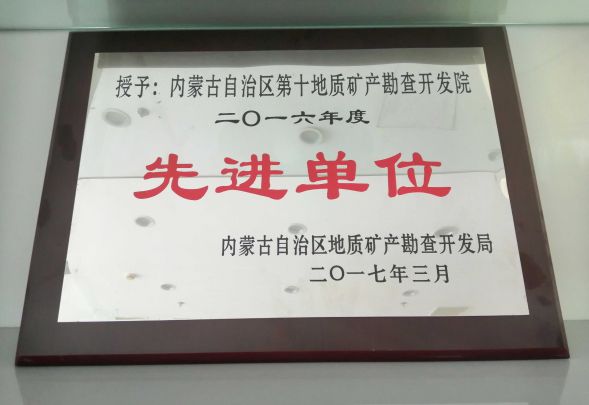 授予：内蒙古自治区第十地质矿产勘查开发院
二〇一六年度
先进单位
内蒙古自治区地质矿产勘查开发局
二〇一七年三月